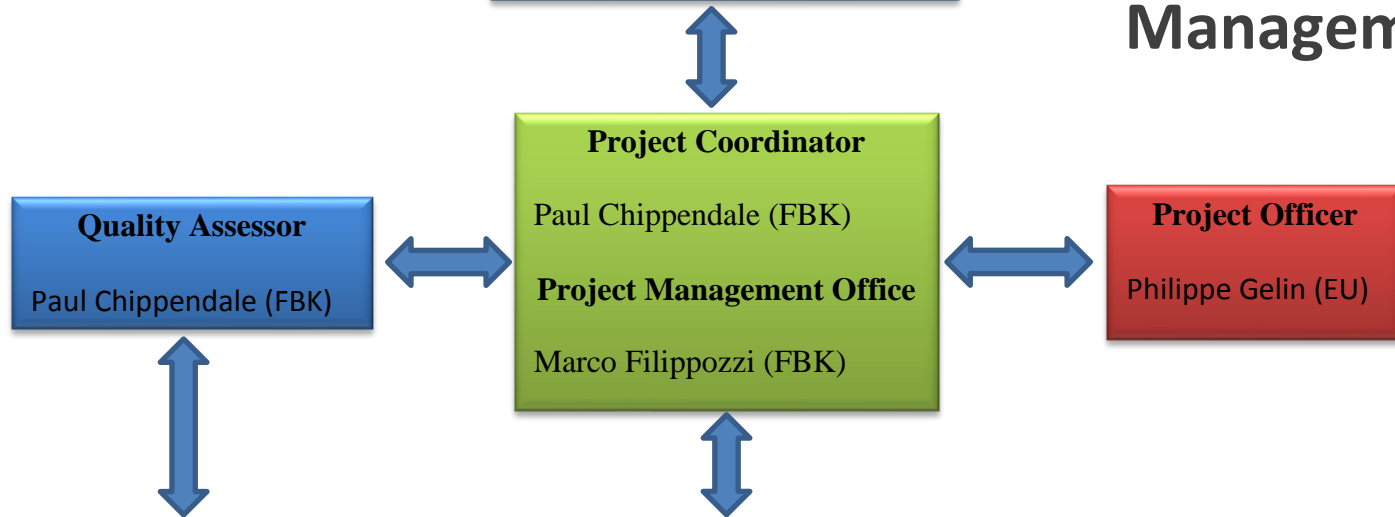 Project Coordinator
Paul Chippendale (FBK)
Project Management Office
Marco Filippozzi (FBK)
Quality Assessor
Paul Chippendale (FBK)
Project Officer
Philippe Gelin (EU)